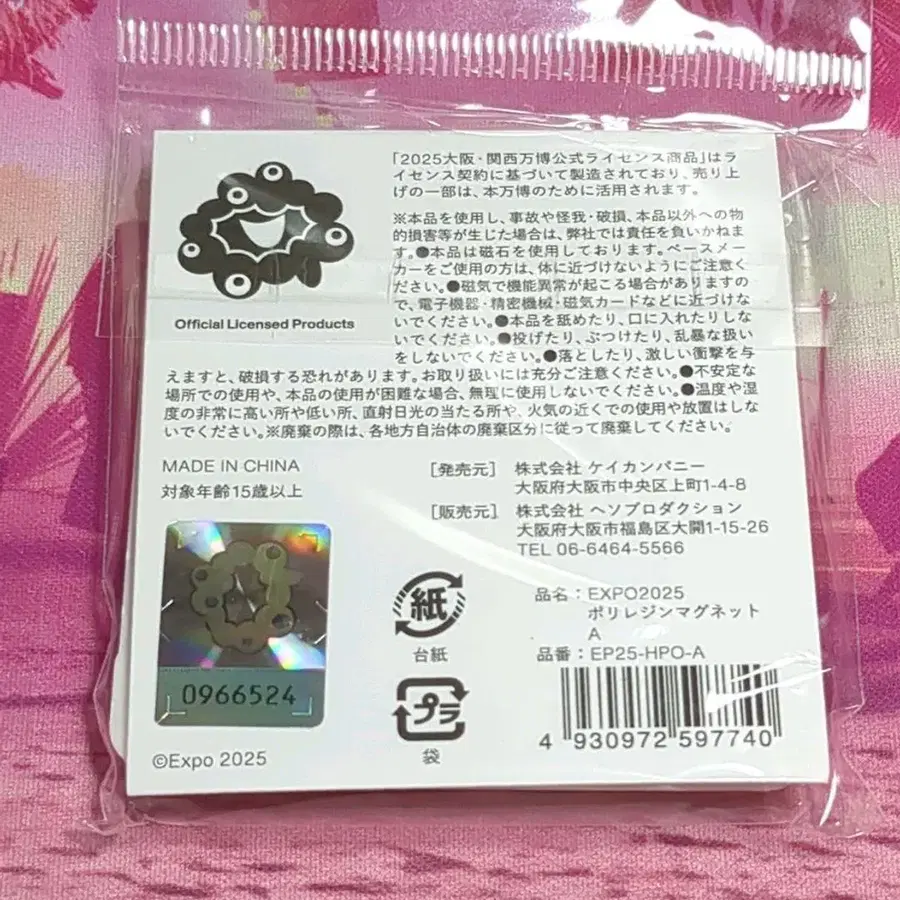 「2025大阪・関西万博公式ライセンス商品」はラ
イセンス契約に基づいて製造されており、売り上
げの一部は、本万博のために活用されます。
※本品を使用し、事故や怪我・破損、本品以外への物
的損害等が生じた場合は、弊社では責任を負いかねま
す。●本品は磁石を使用しております。ペースメー
カーをご使用の方は、体に近づけないようにご注意く
ださい。●磁気で機能異常が起こる場合がありますの
で、電子機器・精密機械・磁気カードなどに近づけな
いでください。●本品を舐めたり、口に入れたりしな
いでください。●投げたり、ぶつけたり、乱暴な扱い
をしないでください。●落としたり、激しい衝撃を与
えますと、破損する恐れがあります。お取り扱いには充分ご注意ください。●不安定な
場所での使用や、本品の使用が困難な場合、無理に使用しないでください。●温度や湿
度の非常に高い所や低い所、直射日光の当たる所や、火気の近くでの使用や放置はしな
いでください。※廃棄の際は、各地方自治体の廃棄区分に従って廃棄してください。
Official Licensed Products
MADE IN CHINA
対象年齢15歳以上
[発売元] 株式会社 ケイカンパニー
大阪府大阪市中央区上町1-4-8
[販売元] 株式会社 ヘソプロダクション
大阪府大阪市福島区大開1-15-26
TEL 06-6464-5566
品名：EXPO2025
ポリレジンマグネット
A
品番：EP25-HPO-A
紙
台紙
プラ
袋
0966524
4 930972 597740
©Expo 2025